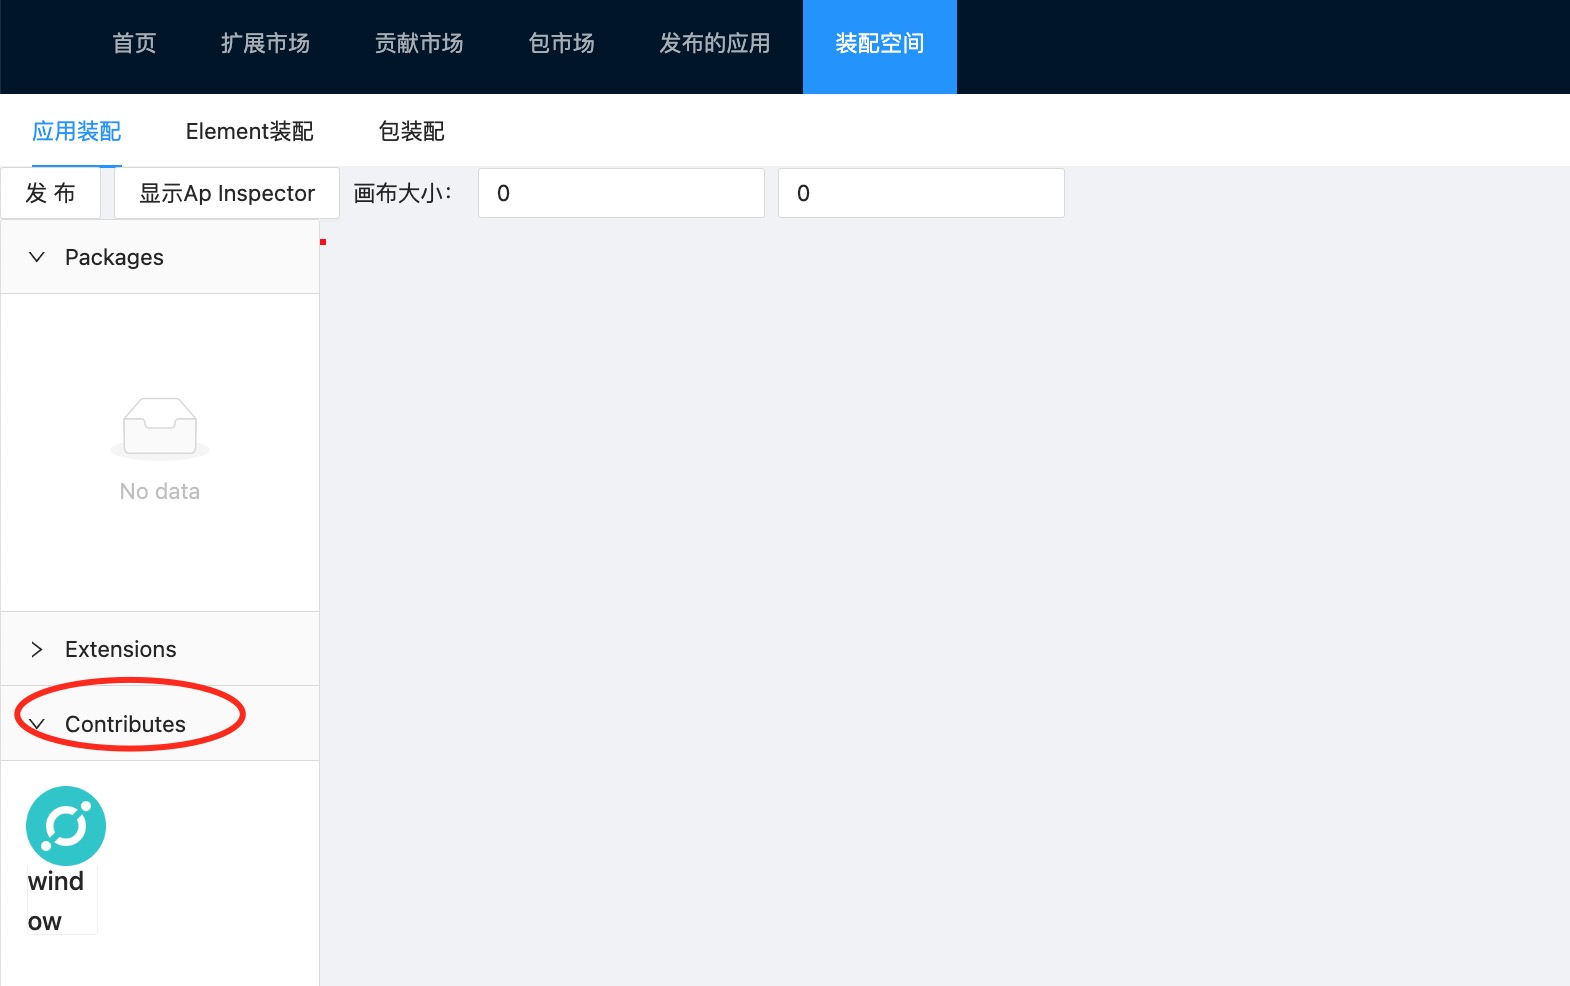 首页 扩展市场 贡献市场 包市场 发布的应用 装配空间
应用装配 Element装配 包装配
发 布 显示Ap Inspector 画布大小： 0 0
Packages
No data
Extensions
Contributes
wind
ow